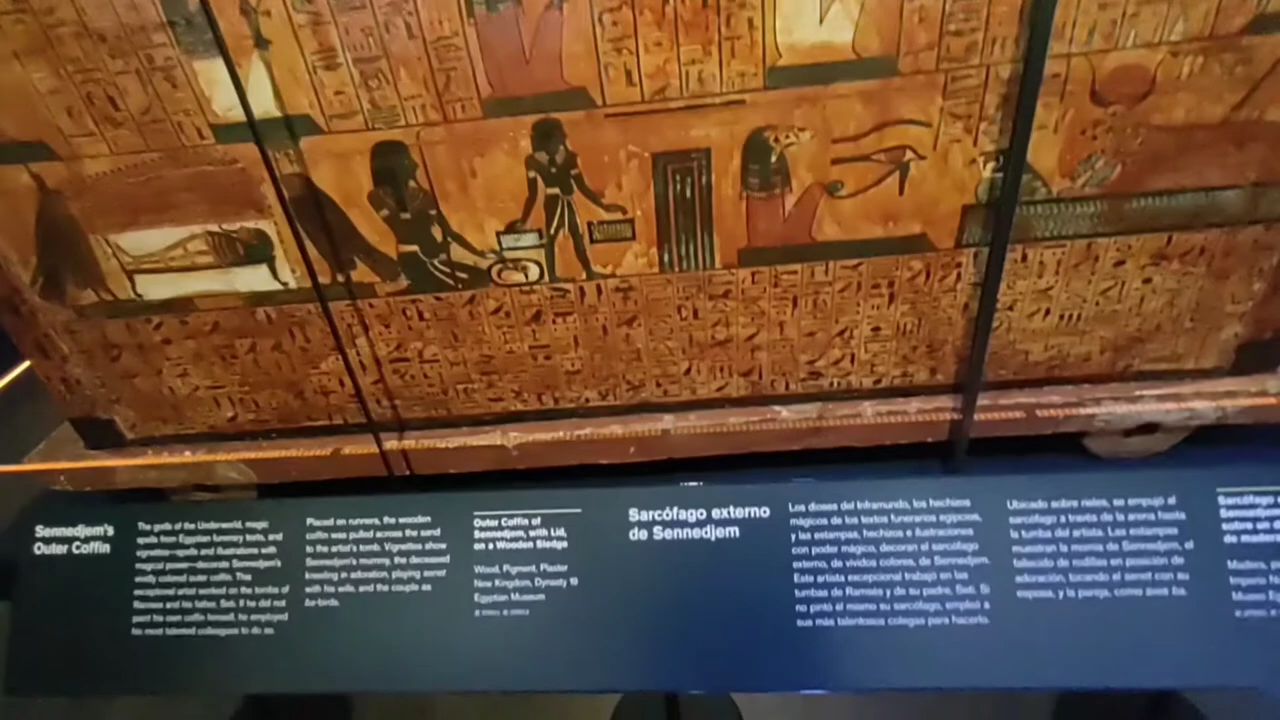 Sennedjem's
Outer Coffin
The gods of the Underworld, magic
spells from Egyptian funerary texts, and
vignettes—spells and illustrations with
magical power—decorate Sennedjem's
vividly colored outer coffin. This
exceptional artist worked on the tombs of
Ramses and his father, Seti. If he did not
paint his own coffin himself, he employed
his most talented colleagues to do so.
Placed on runners, the wooden
coffin was pulled across the sand
to the artist's tomb. Vignettes show
Sennedjem's mummy, the deceased
kneeling in adoration, playing senet
with his wife, and the couple as
ba-birds.
Outer Coffin of
Sennedjem, with Lid,
on a Wooden Sledge
Wood, Pigment, Plaster
New Kingdom, Dynasty 19
Egyptian Museum
Sarcófago externo
de Sennedjem
Los dioses del Inframundo, los hechizos
mágicos de los textos funerarios egipcios,
y las estampas, hechizos e ilustraciones
con poder mágico, decoran el sarcófago
externo, de vívidos colores, de Sennedjem.
Este artista excepcional trabajó en las
tumbas de Ramsés y de su padre, Seti. Si
no pintó él mismo su sarcófago, empleó a
sus más talentosos colegas para hacerlo.
Ubicado sobre rieles, se empujó el
sarcófago a través de la arena hasta
la tumba del artista. Las estampas
muestran la momia de Sennedjem, el
fallecido de rodillas en posición de
adoración, tocando el senet con su
esposa, y la pareja, como aves ba.
Sarcófago
Sennedjem
sobre un
de madera
Madera,
Imperio
Museo